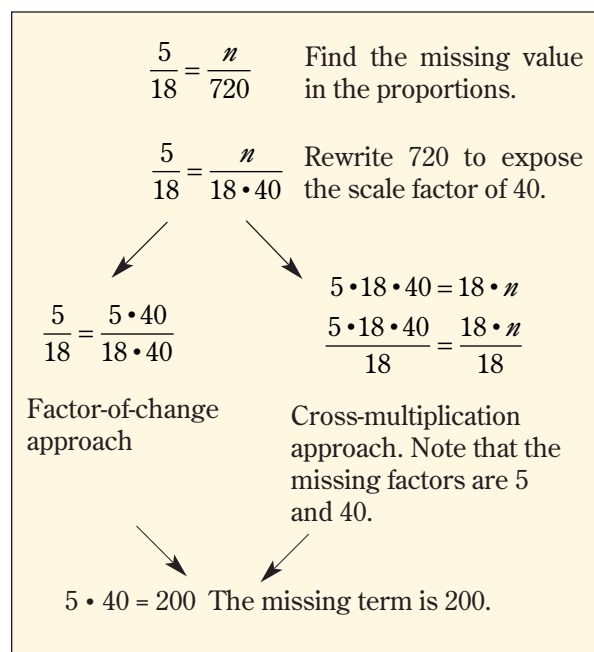 5/18 = n/720 Find the missing value
in the proportions.
5/18 = n/(18 • 40) Rewrite 720 to expose
the scale factor of 40.
5/18 = (5 • 40)/(18 • 40)
Factor-of-change
approach
5 • 18 • 40 = 18 • n
(5 • 18 • 40)/18 = (18 • n)/18
Cross-multiplication
approach. Note that the
missing factors are 5
and 40.
5 • 40 = 200 The missing term is 200.